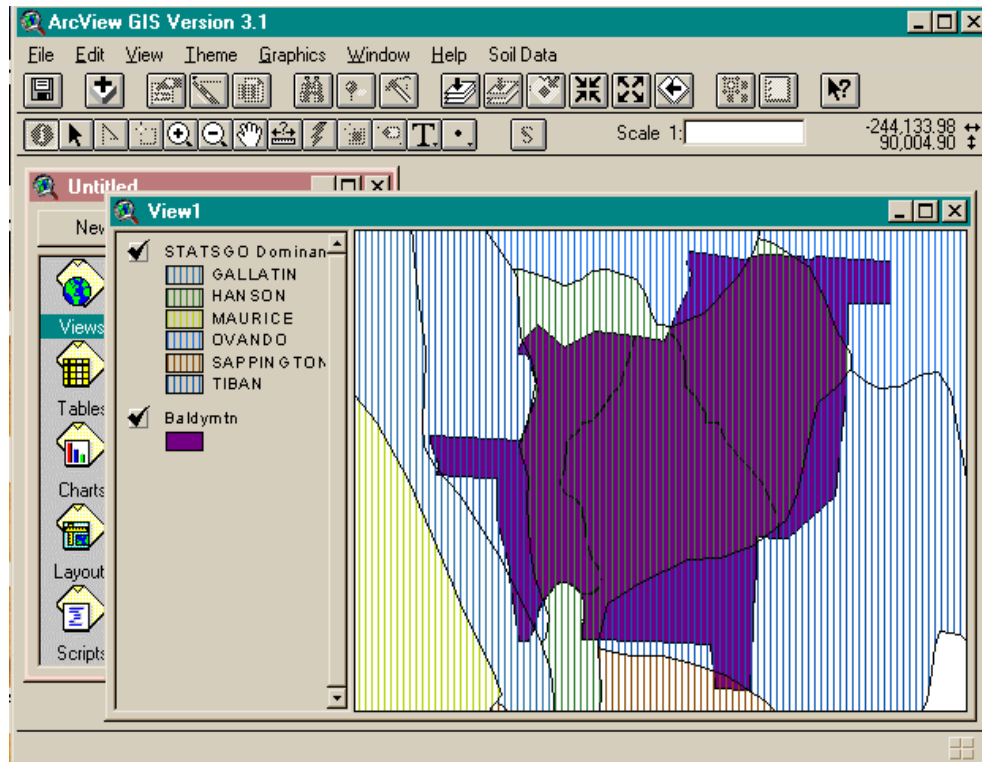 ArcView GIS Version 3.1
File Edit View Theme Graphics Window Help Soil Data
T. S Scale 1: -244,133.98
90,004.90
Untitled
New
View1
STATSGO Dominan
GALLATIN
HANSON
MAURICE
OVANDO
SAPPINGTON
TIBAN
Baldymtn
Views
Tables
Charts
Layout
Scripts